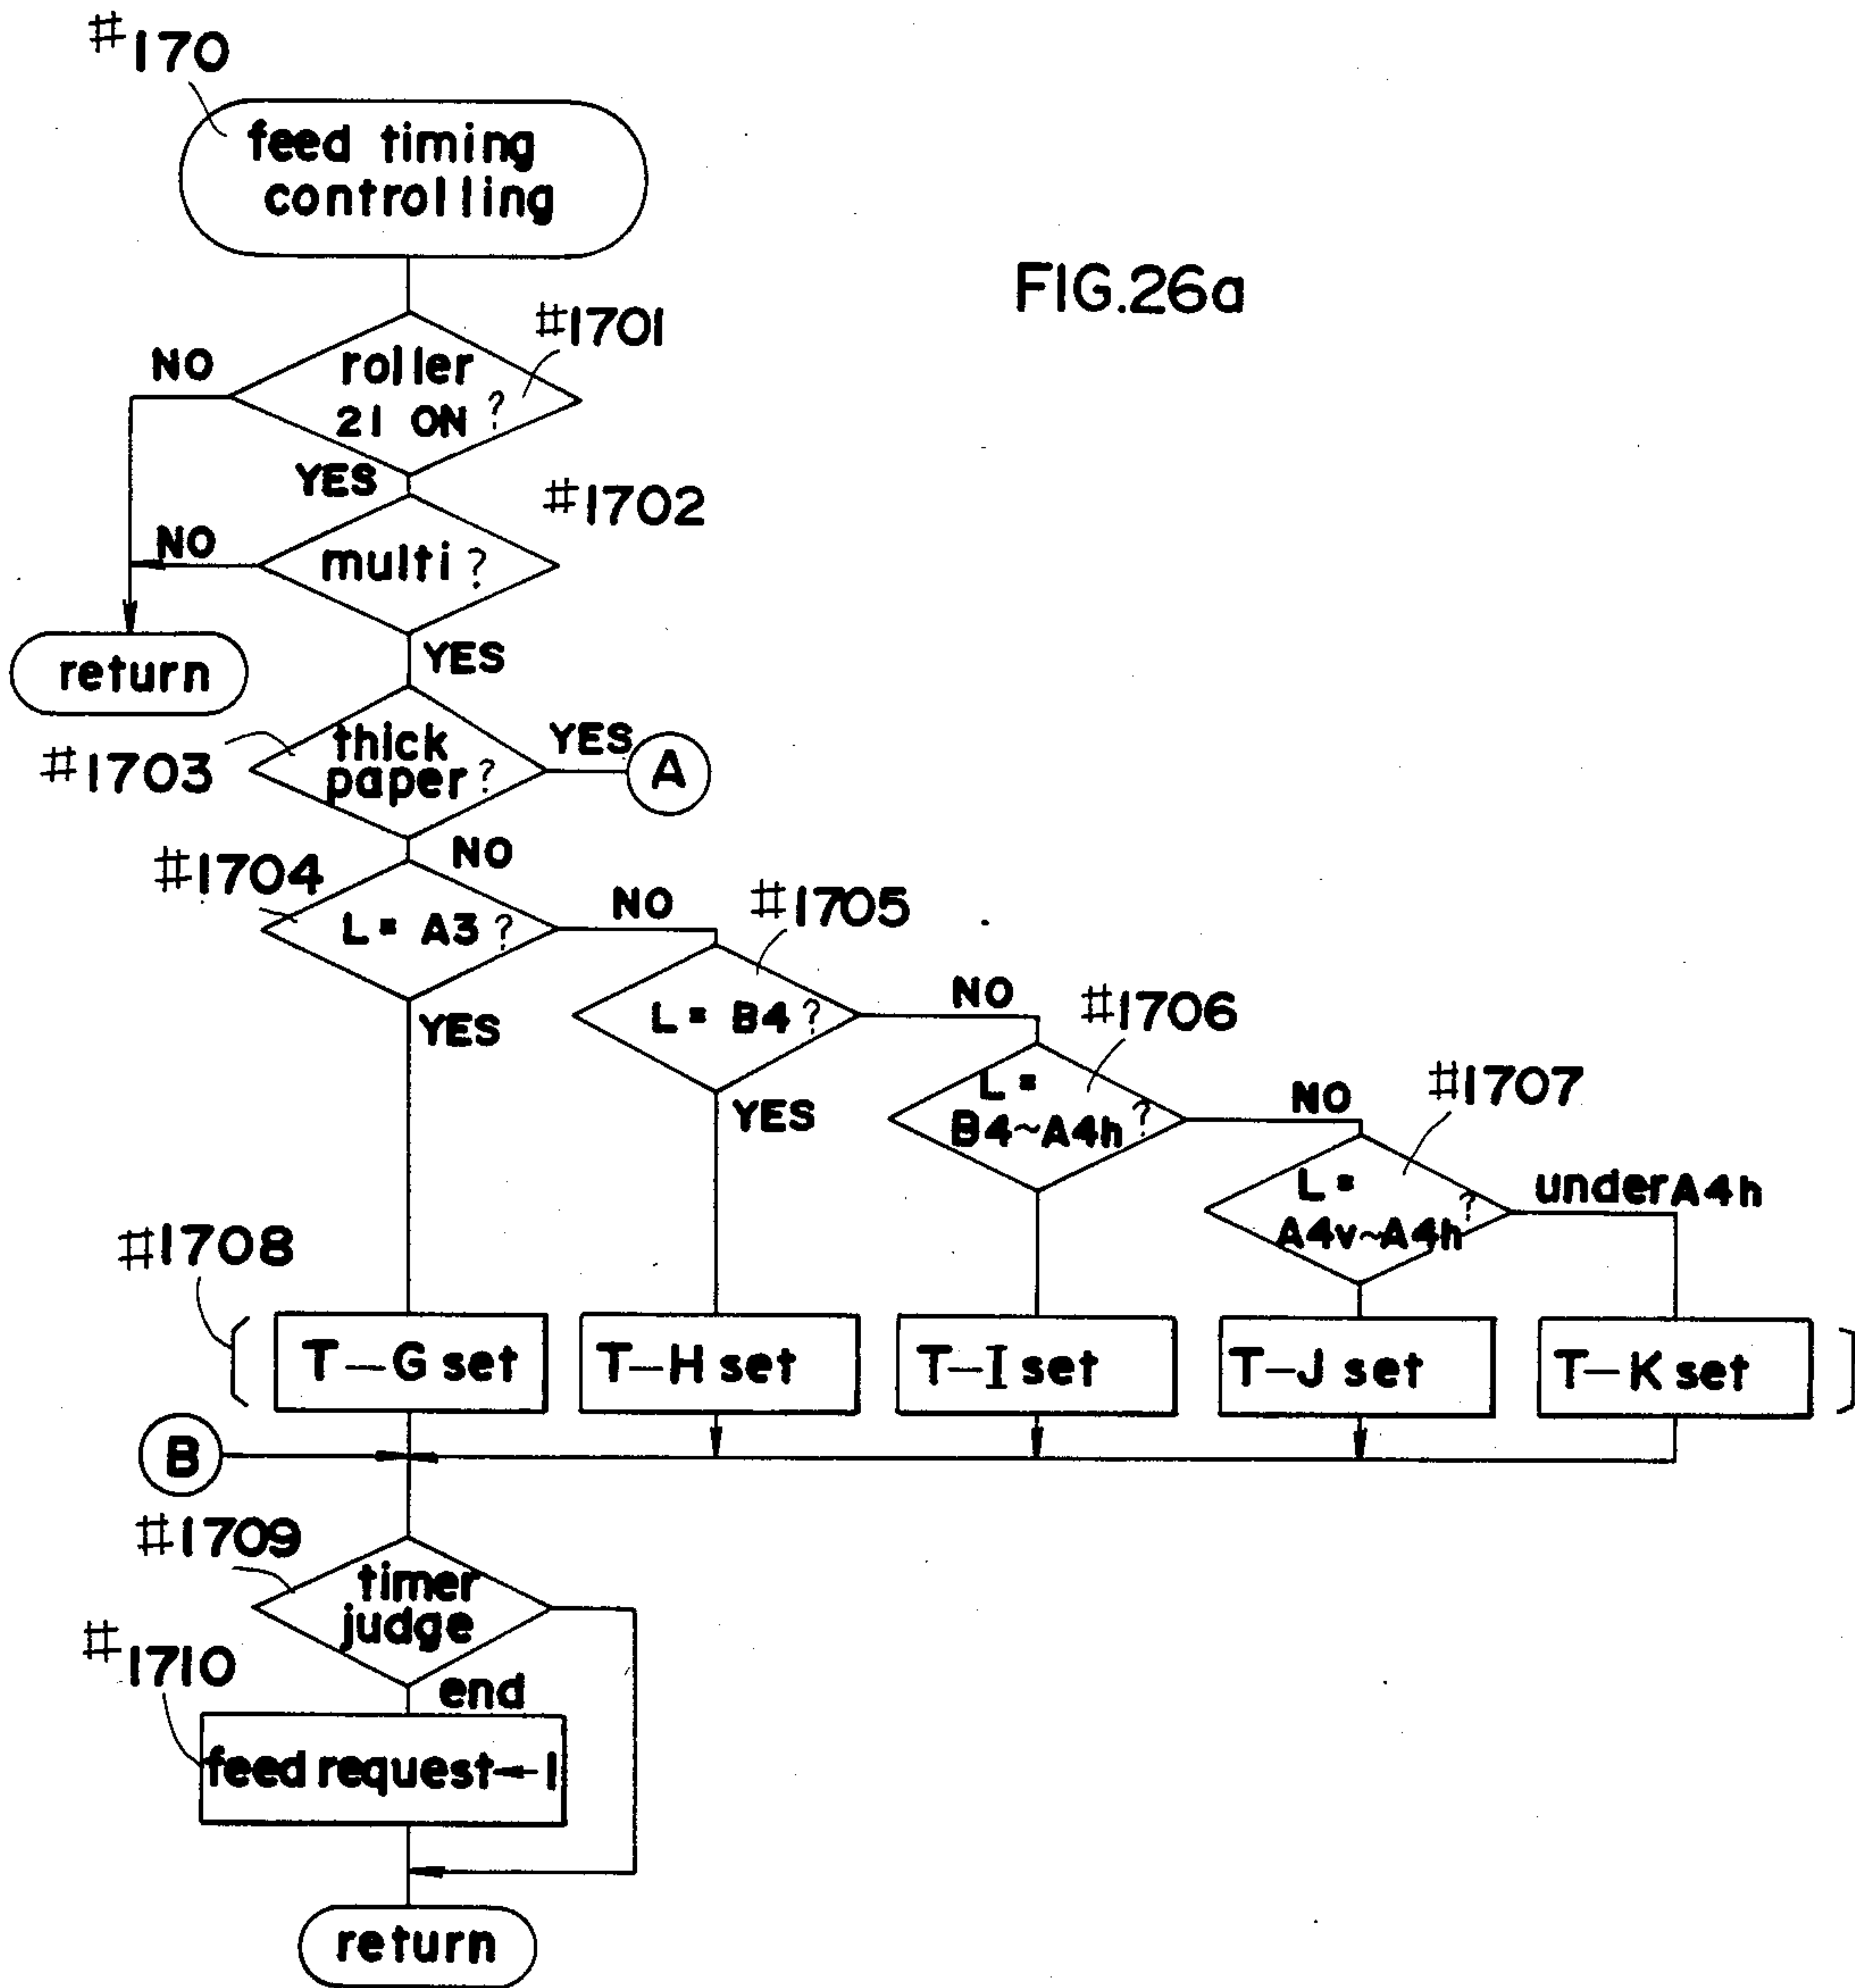 #170
feed timing
controlling
FIG.26a
#1701
NO
roller
21 ON ?
YES
#1702
NO
multi ?
return
YES
#1703
thick
paper ?
YES
A
NO
#1704
L = A3 ?
NO
#1705
YES
L = B4 ?
NO
#1706
YES
L =
B4~A4h ?
NO
#1707
L =
A4v~A4h ?
under A4h
#1708
T—G set
T—H set
T—I set
T—J set
T—K set
B
#1709
timer
judge
#1710
end
feed request←1
return